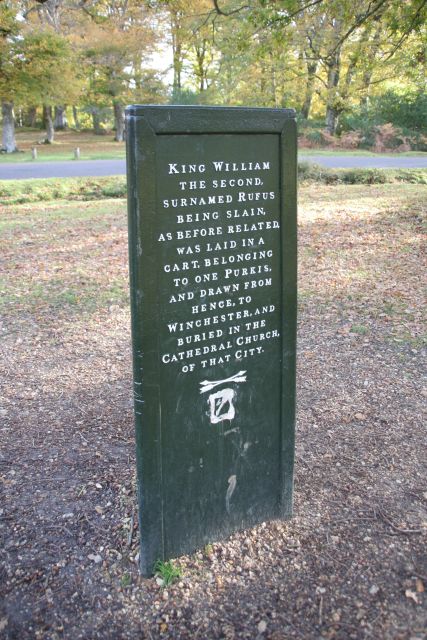 KING WILLIAM
THE SECOND,
SURNAMED RUFUS
BEING SLAIN,
AS BEFORE RELATED,
WAS LAID IN A
CART, BELONGING
TO ONE PURKIS,
AND DRAWN FROM
HENCE, TO
WINCHESTER, AND
BURIED IN THE
CATHEDRAL CHURCH,
OF THAT CITY.